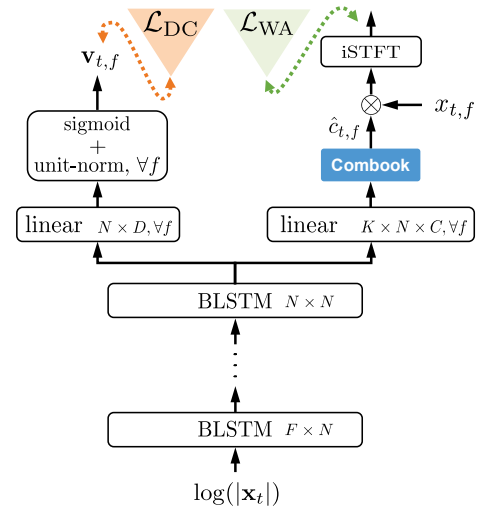 𝓛_DC
𝓛_WA
iSTFT
v_{t,f}
x_{t,f}
ĉ_{t,f}
sigmoid
+
unit-norm, ∀f
Combook
linear N × D, ∀f
linear K × N × C, ∀f
BLSTM N × N
BLSTM F × N
log(|x_t|)